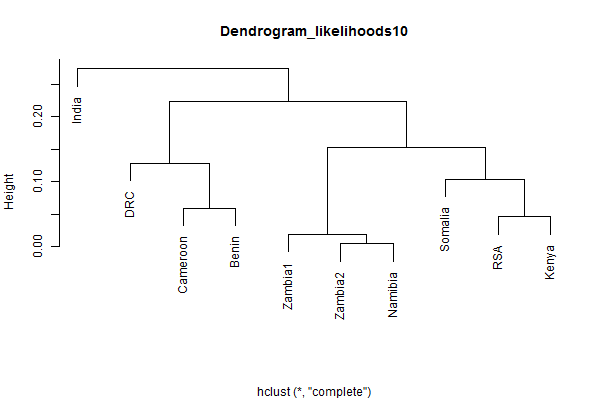 Dendrogram_likelihoods10
Height
0.20
0.10
0.00
India
DRC
Cameroon
Benin
Zambia1
Zambia2
Namibia
Somalia
RSA
Kenya
hclust (*, "complete")